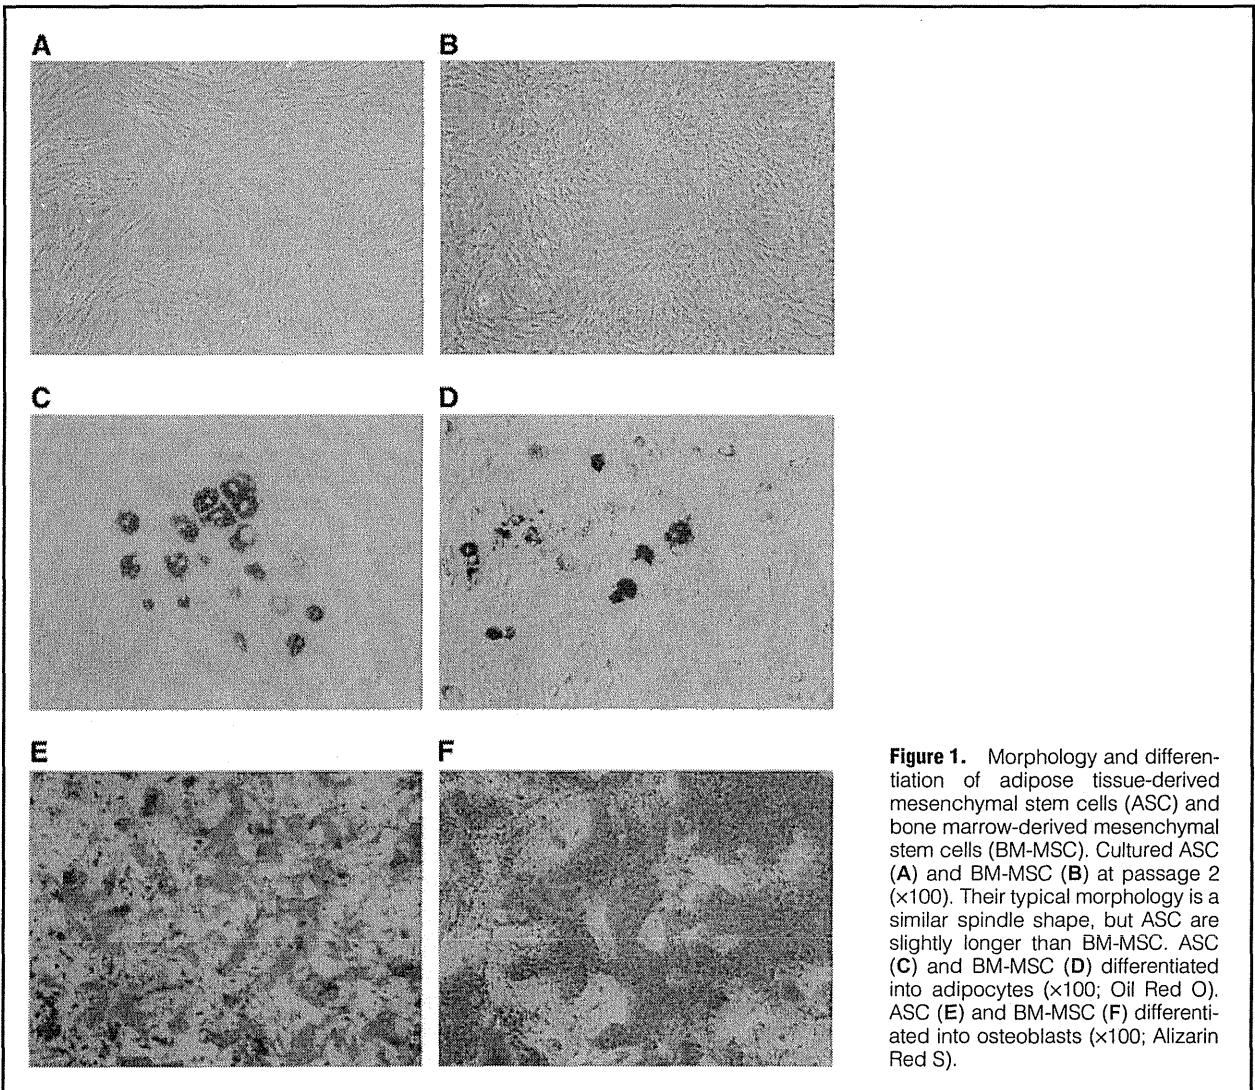 A
B
C
D
E
F
Figure 1. Morphology and differen-
tiation of adipose tissue-derived
mesenchymal stem cells (ASC) and
bone marrow-derived mesenchymal
stem cells (BM-MSC). Cultured ASC
(A) and BM-MSC (B) at passage 2
(×100). Their typical morphology is a
similar spindle shape, but ASC are
slightly longer than BM-MSC. ASC
(C) and BM-MSC (D) differentiated
into adipocytes (×100; Oil Red O).
ASC (E) and BM-MSC (F) differenti-
ated into osteoblasts (×100; Alizarin
Red S).